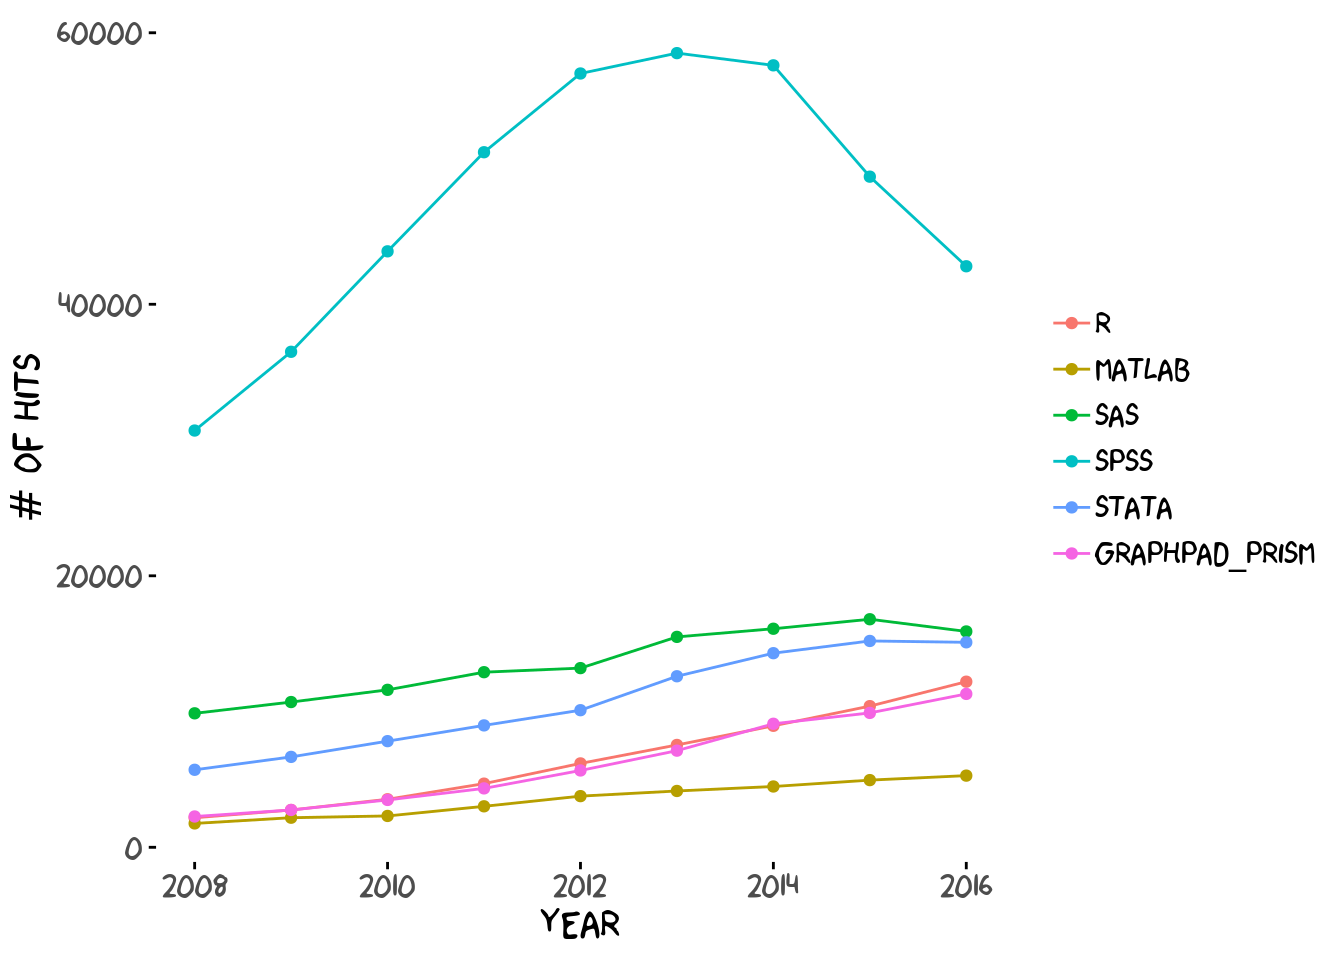 60000
40000
20000
0
# OF HITS
2008 2010 2012 2014 2016
YEAR
R
MATLAB
SAS
SPSS
STATA
GRAPHPAD_PRISM